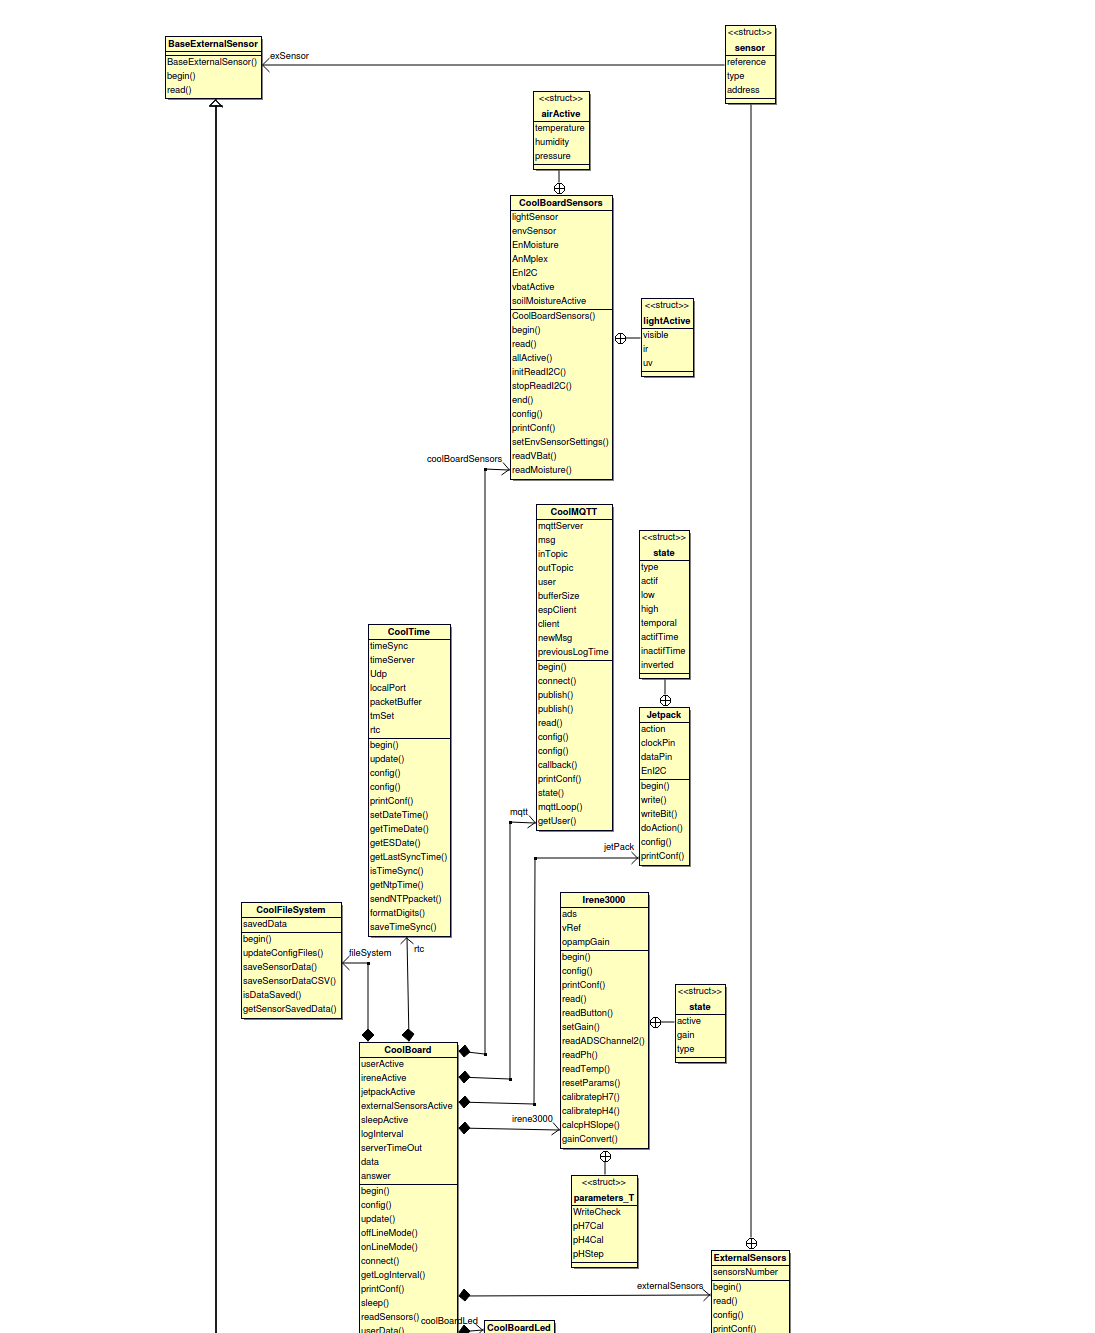 BaseExternalSensor
BaseExternalSensor()
begin()
read()
exSensor
<<struct>>
sensor
reference
type
address
<<struct>>
airActive
temperature
humidity
pressure
CoolBoardSensors
lightSensor
envSensor
EnMoisture
AnMplex
EnI2C
vbatActive
soilMoistureActive
CoolBoardSensors()
begin()
read()
allActive()
initReadI2C()
stopReadI2C()
end()
config()
printConf()
setEnvSensorSettings()
readVBat()
readMoisture()
<<struct>>
lightActive
visible
ir
uv
coolBoardSensors
CoolMQTT
mqttServer
msg
inTopic
outTopic
user
bufferSize
espClient
client
newMsg
previousLogTime
begin()
connect()
publish()
publish()
read()
config()
config()
callback()
printConf()
state()
mqttLoop()
getUser()
<<struct>>
state
type
actif
low
high
temporal
actifTime
inactifTime
inverted
CoolTime
timeSync
timeServer
Udp
localPort
packetBuffer
tmSet
rtc
begin()
update()
config()
config()
printConf()
setDateTime()
getTimeDate()
getESDate()
getLastSyncTime()
isTimeSync()
getNtpTime()
sendNTPpacket()
formatDigits()
saveTimeSync()
Jetpack
action
clockPin
dataPin
EnI2C
begin()
write()
writeBit()
doAction()
config()
printConf()
mqtt
jetPack
CoolFileSystem
savedData
begin()
updateConfigFiles()
saveSensorData()
saveSensorDataCSV()
isDataSaved()
getSensorSavedData()
fileSystem
rtc
Irene3000
ads
vRef
opampGain
begin()
config()
printConf()
read()
readButton()
setGain()
readADSChannel2()
readPh()
readTemp()
resetParams()
calibratepH7()
calibratepH4()
calcpHSlope()
gainConvert()
<<struct>>
state
active
gain
type
CoolBoard
userActive
ireneActive
jetpackActive
externalSensorsActive
sleepActive
logInterval
serverTimeOut
data
answer
begin()
config()
update()
offLineMode()
onLineMode()
connect()
getLogInterval()
printConf()
sleep()
readSensors()
userData()
irene3000
<<struct>>
parameters_T
WriteCheck
pH7Cal
pH4Cal
pHStep
externalSensors
ExternalSensors
sensorsNumber
begin()
read()
config()
printConf()
coolBoardLed
CoolBoardLed